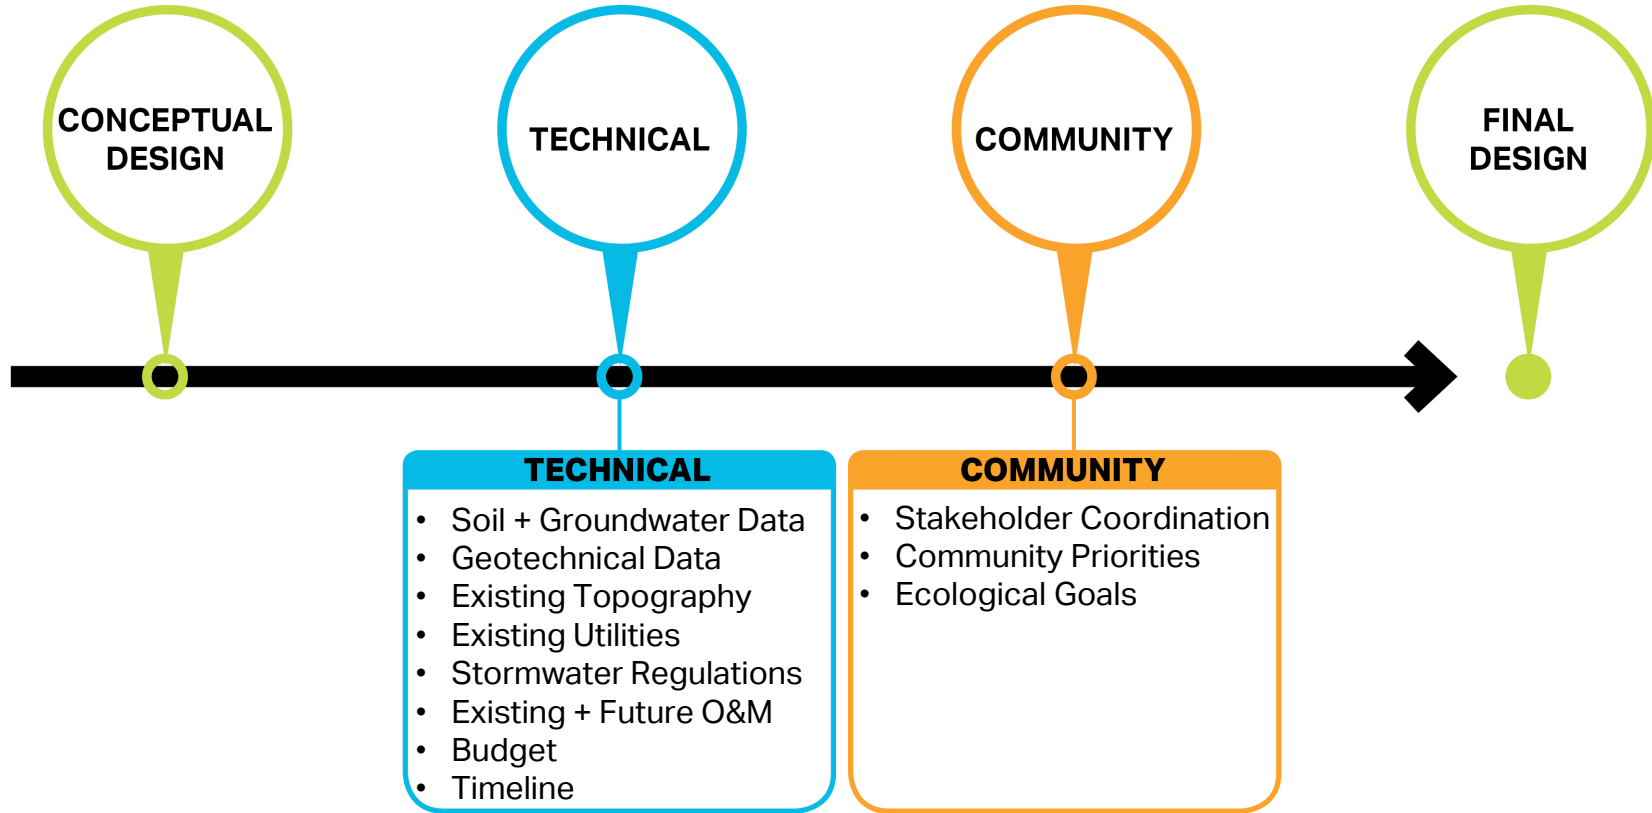 CONCEPTUAL
DESIGN
TECHNICAL
COMMUNITY
FINAL
DESIGN
TECHNICAL
• Soil + Groundwater Data
• Geotechnical Data
• Existing Topography
• Existing Utilities
• Stormwater Regulations
• Existing + Future O&M
• Budget
• Timeline
COMMUNITY
• Stakeholder Coordination
• Community Priorities
• Ecological Goals